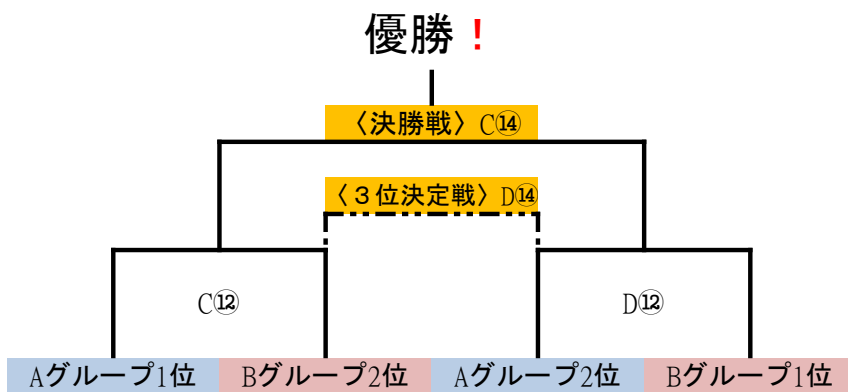 優勝！
〈決勝戦〉C⑭
〈３位決定戦〉D⑭
C⑫
D⑫
Aグループ1位
Bグループ2位
Aグループ2位
Bグループ1位